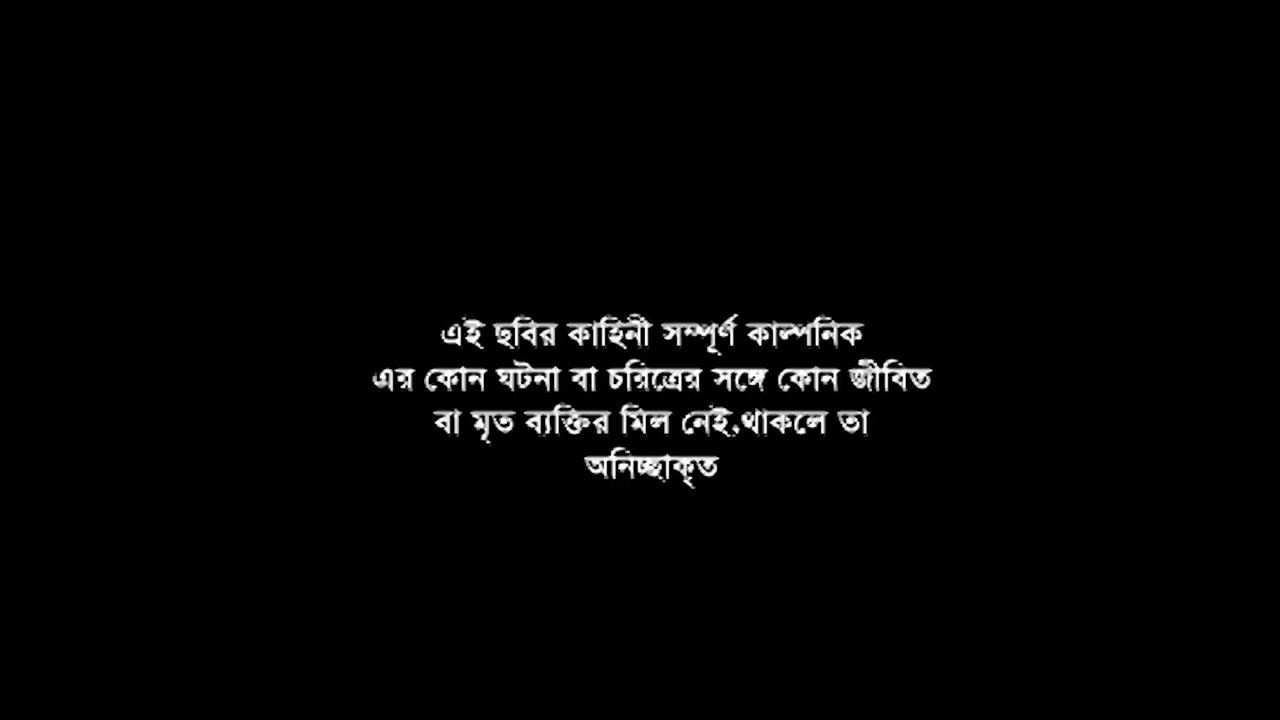 এই ছবির কাহিনী সম্পূর্ণ কাল্পনিক
এর কোন ঘটনা বা চরিত্রের সঙ্গে কোন জীবিত
বা মৃত ব্যক্তির মিল নেই,থাকলে তা
অনিচ্ছাকৃত